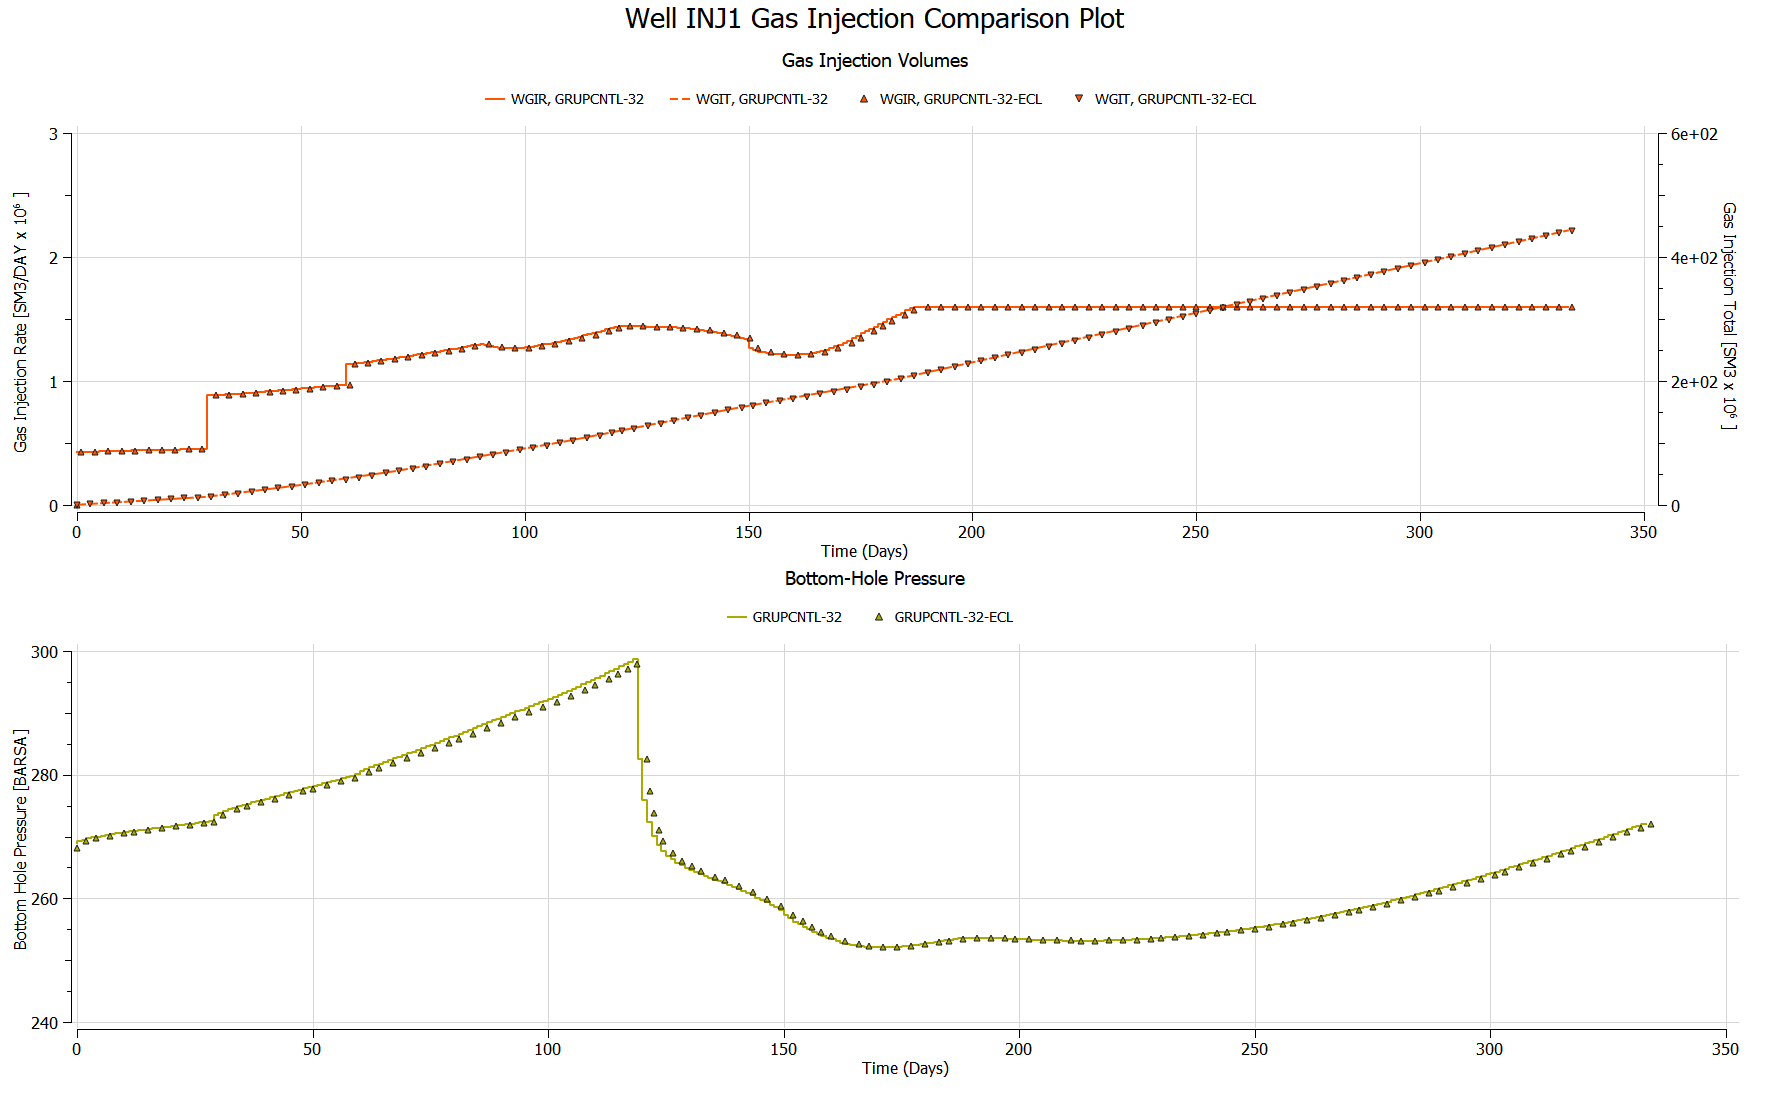 Well INJ1 Gas Injection Comparison Plot
Gas Injection Volumes
WGIR, GRUPCNTL-32 WGIT, GRUPCNTL-32 WGIR, GRUPCNTL-32-ECL WGIT, GRUPCNTL-32-ECL
Gas Injection Rate [SM3/DAY x 10⁶ ]
3
2
1
0
6e+02
4e+02
2e+02
0
Gas Injection Total [SM3 x 10⁶ ]
0 50 100 150 200 250 300 350
Time (Days)
Bottom-Hole Pressure
GRUPCNTL-32 GRUPCNTL-32-ECL
Bottom Hole Pressure [BARSA]
300
280
260
240
0 50 100 150 200 250 300 350
Time (Days)